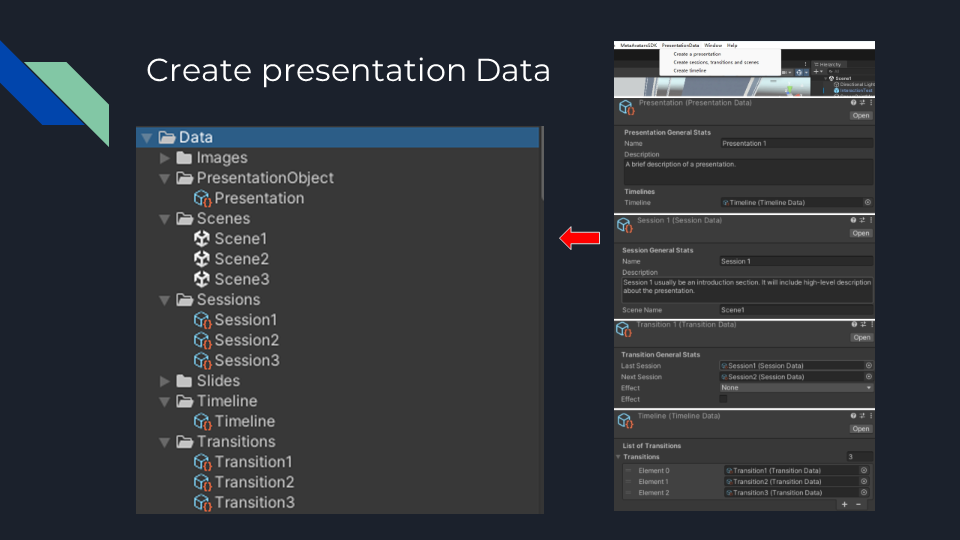 Create presentation Data
Data
Images
PresentationObject
Presentation
Scenes
Scene1
Scene2
Scene3
Sessions
Session1
Session2
Session3
Slides
Timeline
Timeline
Transitions
Transition1
Transition2
Transition3
MetaAvatarSDK PresentationData Window Help
Create a presentation
Create sessions, transitions and scenes
Create timeline
Hierarchy
Scene1
Directional Light
InteractionTool
Presentation (Presentation Data)
Open
Presentation General Stats
Name Presentation 1
Description
A brief description of a presentation.
Timelines
Timeline Timeline (Timeline Data)
Session 1 (Session Data)
Open
Session General Stats
Name Session 1
Description
Session 1 usually be an introduction section. It will include high-level description
about the presentation.
Scene Name Scene1
Transition 1 (Transition Data)
Open
Transition General Stats
Last Session Session1 (Session Data)
Next Session Session2 (Session Data)
Effect None
Effect
Timeline (Timeline Data)
Open
List of Transitions
Transitions 3
Element 0 Transition1 (Transition Data)
Element 1 Transition2 (Transition Data)
Element 2 Transition3 (Transition Data)